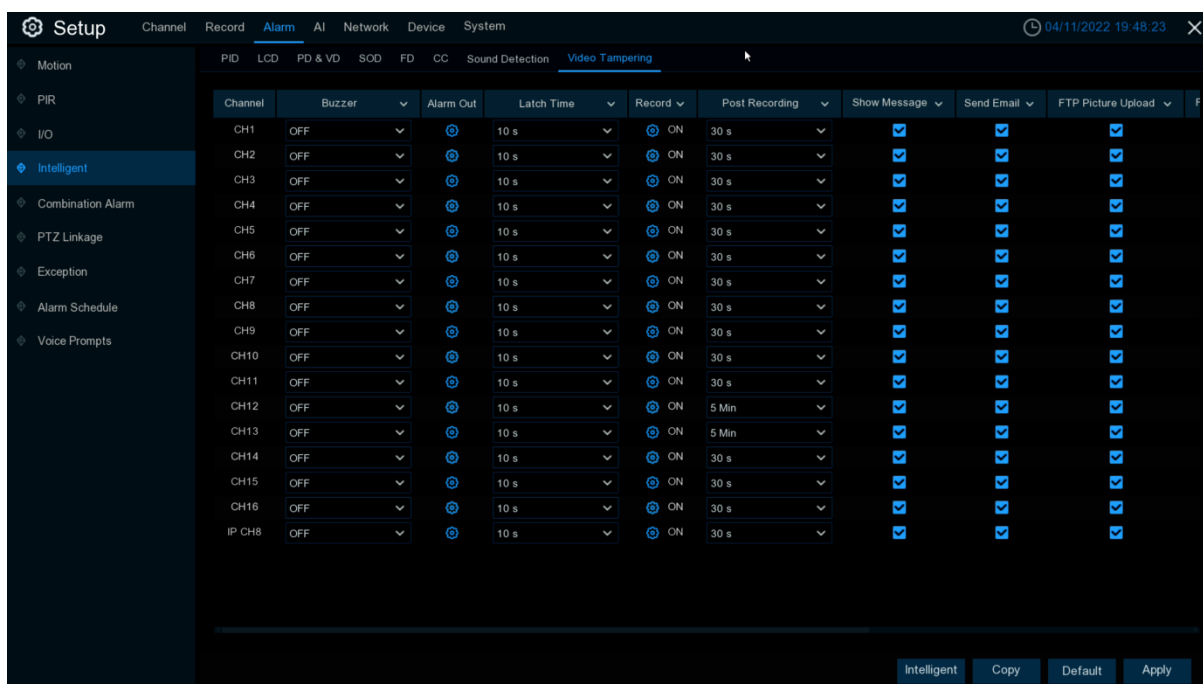 Setup Channel Record Alarm AI Network Device System 04/11/2022 19:48:23
PID LCD PD & VD SOD FD CC Sound Detection Video Tampering
Motion
PIR
I/O
Intelligent
Combination Alarm
PTZ Linkage
Exception
Alarm Schedule
Voice Prompts
Channel Buzzer Alarm Out Latch Time Record Post Recording Show Message Send Email FTP Picture Upload F
CH1 OFF 10 s ON 30 s
CH2 OFF 10 s ON 30 s
CH3 OFF 10 s ON 30 s
CH4 OFF 10 s ON 30 s
CH5 OFF 10 s ON 30 s
CH6 OFF 10 s ON 30 s
CH7 OFF 10 s ON 30 s
CH8 OFF 10 s ON 30 s
CH9 OFF 10 s ON 30 s
CH10 OFF 10 s ON 30 s
CH11 OFF 10 s ON 30 s
CH12 OFF 10 s ON 5 Min
CH13 OFF 10 s ON 5 Min
CH14 OFF 10 s ON 30 s
CH15 OFF 10 s ON 30 s
CH16 OFF 10 s ON 30 s
IP CH8 OFF 10 s ON 30 s
Intelligent Copy Default Apply